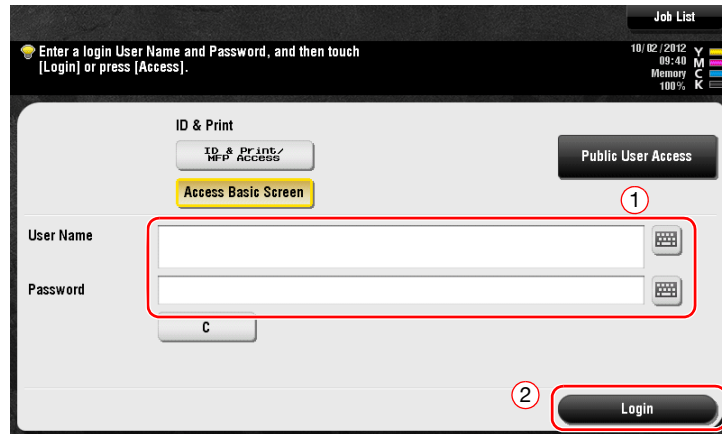 Job List
Enter a login User Name and Password, and then touch
[Login] or press [Access].
10/02/2012
09:40
Memory
100%
Y
M
C
K
ID & Print
ID & Print/
MFP Access
Public User Access
Access Basic Screen
1
User Name
Password
C
2
Login